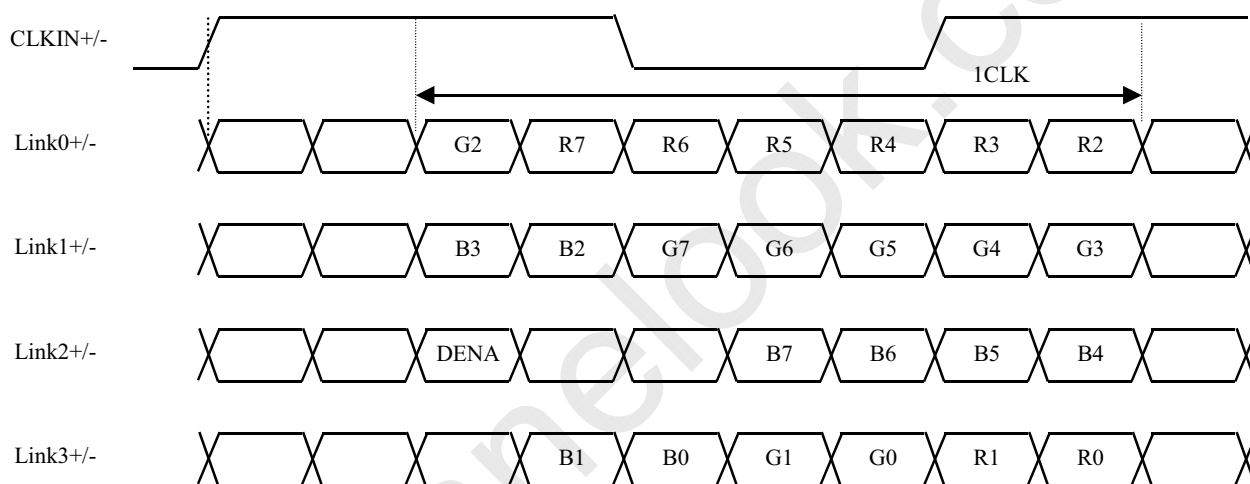 CLKIN+/-
1CLK
Link0+/- G2 R7 R6 R5 R4 R3 R2
Link1+/- B3 B2 G7 G6 G5 G4 G3
Link2+/- DENA B7 B6 B5 B4
Link3+/- B1 B0 G1 G0 R1 R0